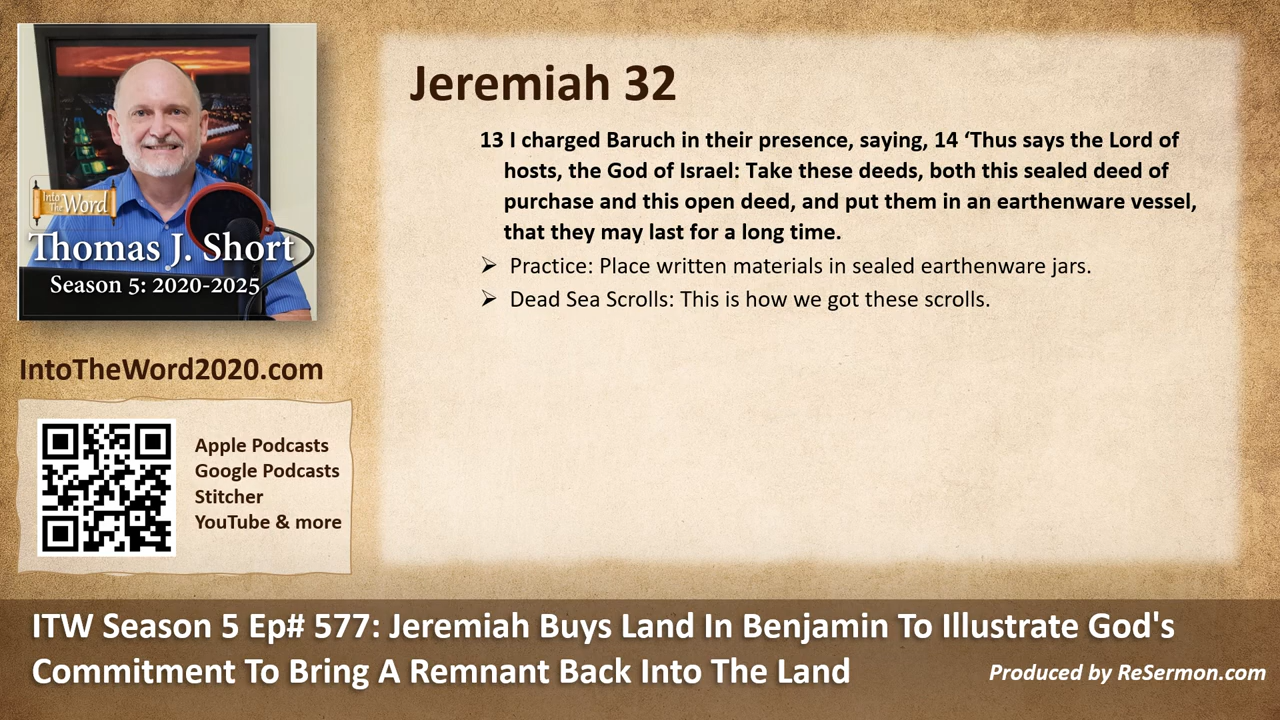 Into
The Word
Thomas J. Short
Season 5: 2020-2025
IntoTheWord2020.com
Apple Podcasts
Google Podcasts
Stitcher
YouTube & more
Jeremiah 32
13 I charged Baruch in their presence, saying, 14 ‘Thus says the Lord of
hosts, the God of Israel: Take these deeds, both this sealed deed of
purchase and this open deed, and put them in an earthenware vessel,
that they may last for a long time.
➢ Practice: Place written materials in sealed earthenware jars.
➢ Dead Sea Scrolls: This is how we got these scrolls.
ITW Season 5 Ep# 577: Jeremiah Buys Land In Benjamin To Illustrate God's
Commitment To Bring A Remnant Back Into The Land
Produced by ReSermon.com